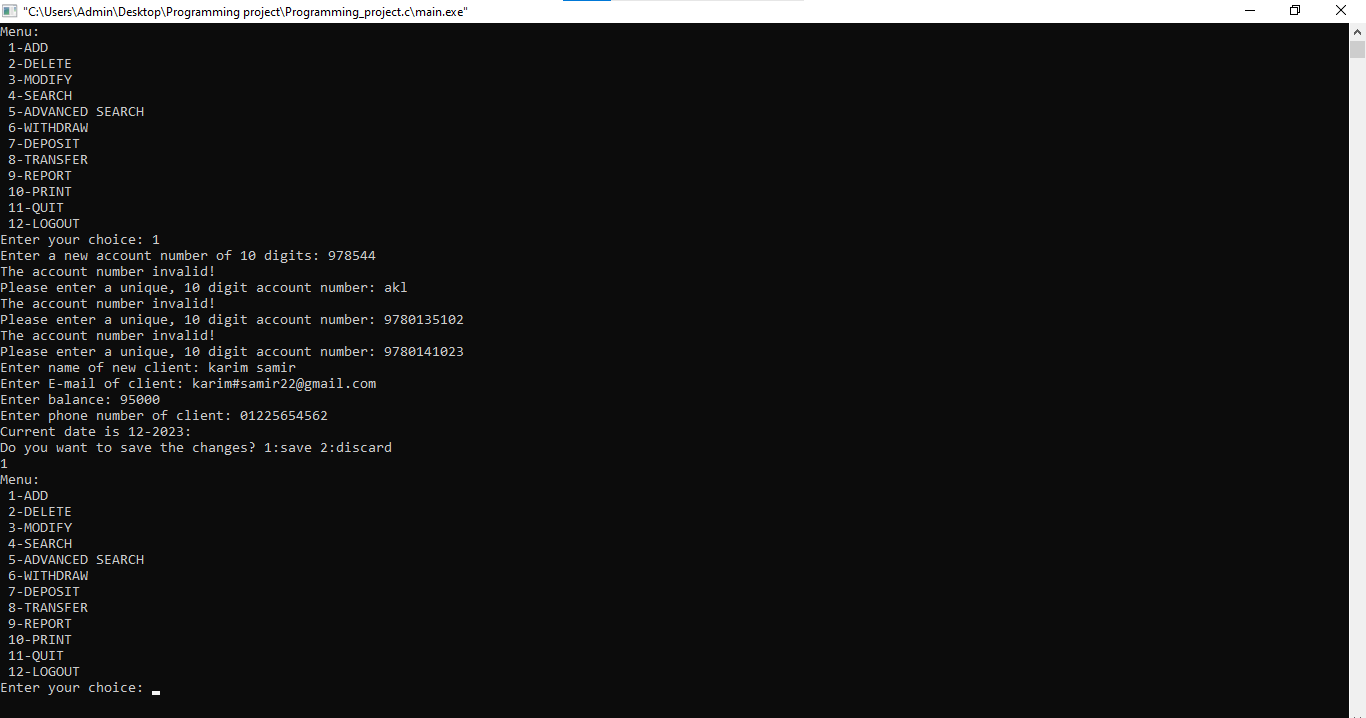 "C:\Users\Admin\Desktop\Programming project\Programming_project.c\main.exe"
Menu:
 1-ADD
 2-DELETE
 3-MODIFY
 4-SEARCH
 5-ADVANCED SEARCH
 6-WITHDRAW
 7-DEPOSIT
 8-TRANSFER
 9-REPORT
 10-PRINT
 11-QUIT
 12-LOGOUT
Enter your choice: 1
Enter a new account number of 10 digits: 978544
The account number invalid!
Please enter a unique, 10 digit account number: akl
The account number invalid!
Please enter a unique, 10 digit account number: 9780135102
The account number invalid!
Please enter a unique, 10 digit account number: 9780141023
Enter name of new client: karim samir
Enter E-mail of client: karim#samir22@gmail.com
Enter balance: 95000
Enter phone number of client: 01225654562
Current date is 12-2023:
Do you want to save the changes? 1:save 2:discard
1
Menu:
 1-ADD
 2-DELETE
 3-MODIFY
 4-SEARCH
 5-ADVANCED SEARCH
 6-WITHDRAW
 7-DEPOSIT
 8-TRANSFER
 9-REPORT
 10-PRINT
 11-QUIT
 12-LOGOUT
Enter your choice: